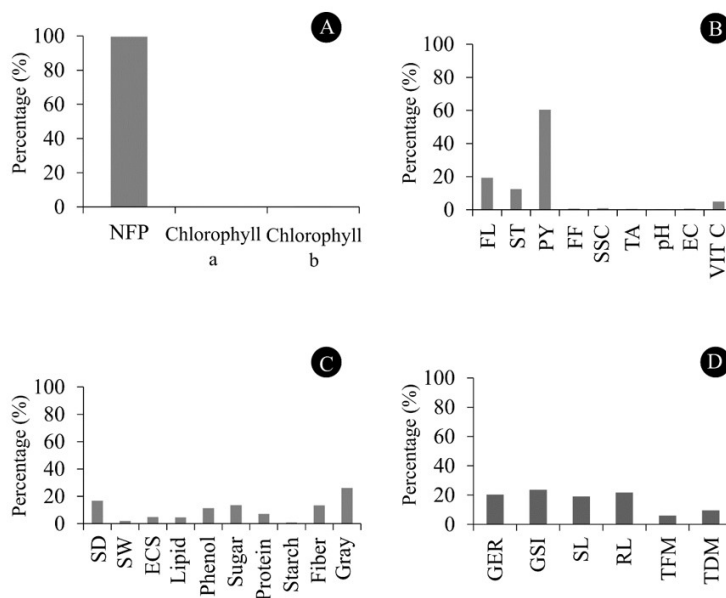 A
Percentage (%)
100
80
60
40
20
0
NFP
Chlorophyll a
Chlorophyll b
B
Percentage (%)
100
80
60
40
20
0
FL
ST
PY
FF
SSC
TA
pH
EC
VIT C
C
Percentage (%)
100
80
60
40
20
0
SD
SW
ECS
Lipid
Phenol
Sugar
Protein
Starch
Fiber
Gray
D
Percentage (%)
100
80
60
40
20
0
GER
GSI
SL
RL
TFM
TDM